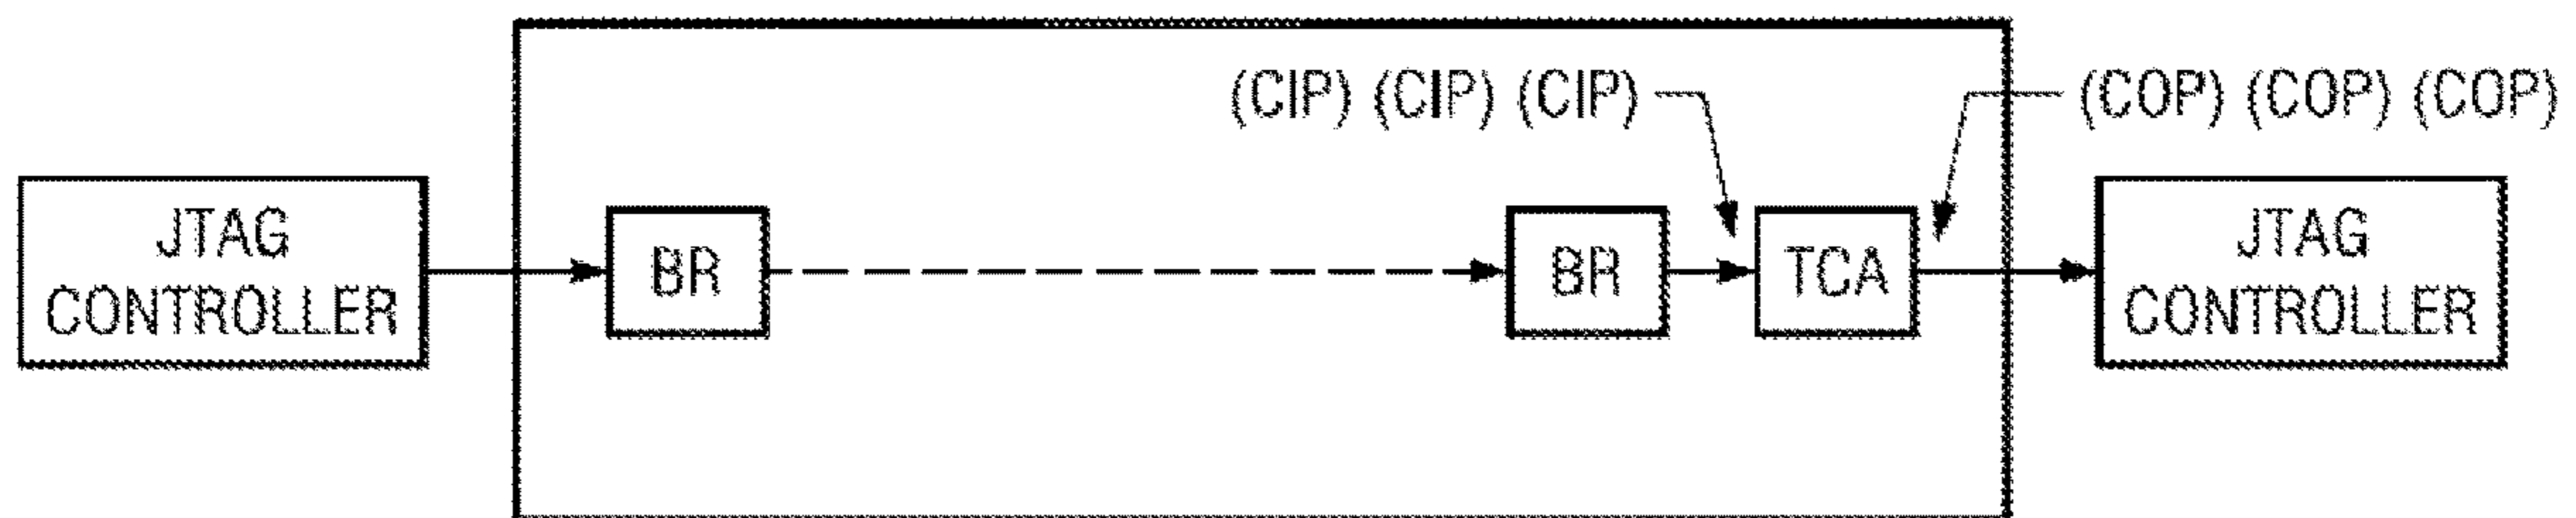 (CIP) (CIP) (CIP)
(COP) (COP) (COP)
JTAG
CONTROLLER
BR
BR
TCA
JTAG
CONTROLLER